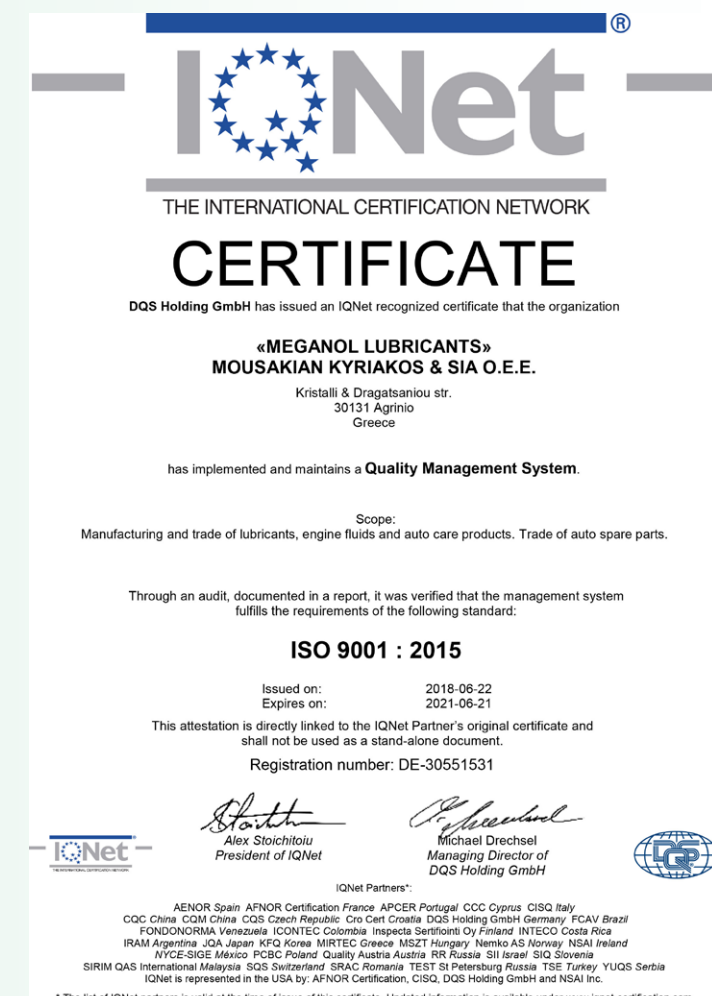 ®
IQNet
THE INTERNATIONAL CERTIFICATION NETWORK
CERTIFICATE
DQS Holding GmbH has issued an IQNet recognized certificate that the organization
«MEGANOL LUBRICANTS»
MOUSAKIAN KYRIAKOS & SIA O.E.E.
Kristalli & Dragatsaniou str.
30131 Agrinio
Greece
has implemented and maintains a Quality Management System.
Scope:
Manufacturing and trade of lubricants, engine fluids and auto care products. Trade of auto spare parts.
Through an audit, documented in a report, it was verified that the management system
fulfills the requirements of the following standard:
ISO 9001 : 2015
Issued on: 2018-06-22
Expires on: 2021-06-21
This attestation is directly linked to the IQNet Partner's original certificate and
shall not be used as a stand-alone document.
Registration number: DE-30551531
Alex Stoichitoiu
President of IQNet
Michael Drechsel
Managing Director of
DQS Holding GmbH
IQNet
DQS
IQNet Partners*:
AENOR Spain AFNOR Certification France APCER Portugal CCC Cyprus CISQ Italy
CQC China CQM China CQS Czech Republic Cro Cert Croatia DQS Holding GmbH Germany FCAV Brazil
FONDONORMA Venezuela ICONTEC Colombia Inspecta Sertifiointi Oy Finland INTECO Costa Rica
IRAM Argentina JQA Japan KFQ Korea MIRTEC Greece MSZT Hungary Nemko AS Norway NSAI Ireland
NYCE-SIGE México PCBC Poland Quality Austria Austria RR Russia SII Israel SIQ Slovenia
SIRIM QAS International Malaysia SQS Switzerland SRAC Romania TEST St Petersburg Russia TSE Turkey YUQS Serbia
IQNet is represented in the USA by: AFNOR Certification, CISQ, DQS Holding GmbH and NSAI Inc.